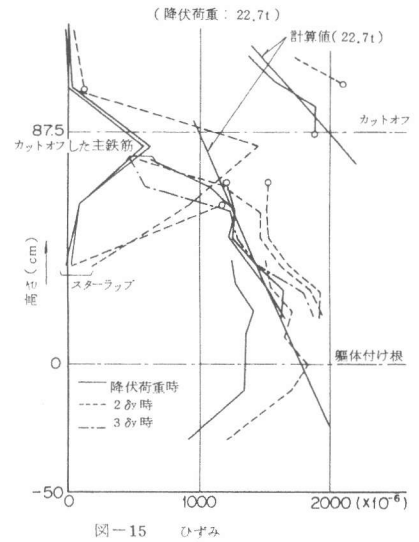 (降伏荷重: 22.7t)
計算値(22.7t)
カットオフ
87.5
カットオフした主鉄筋
高さ(cm)
スターラップ
0
軀体付け根
降伏荷重時
2δy時
3δy時
-50
0
1000
2000 (×10⁻⁶)
図-15 ひずみ